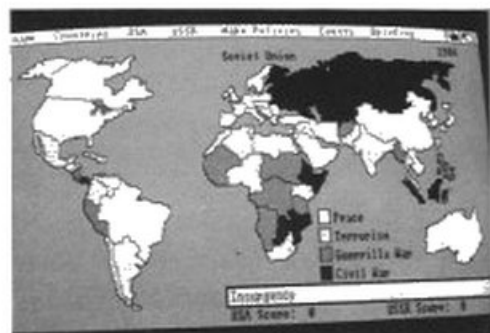 Game Countries USA USSR Make Policies Events Briefing
Soviet Union 1986
Peace
Terrorism
Guerrilla War
Civil War
Insurgency
USA Score: 0 USSR Score: 0